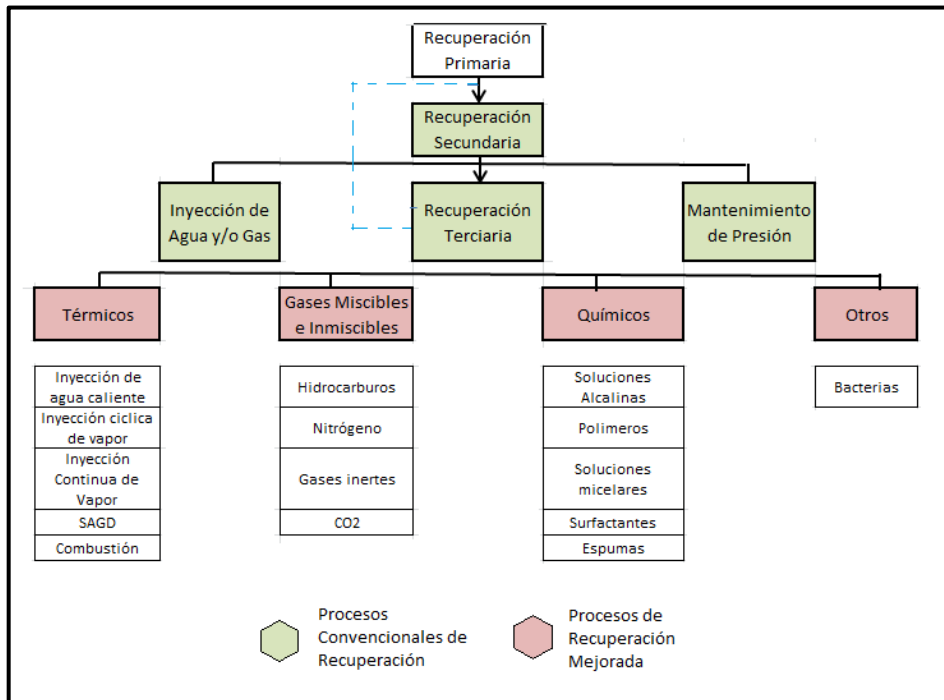 Recuperación
Primaria
Recuperación
Secundaria
Inyección de
Agua y/o Gas
Recuperación
Terciaria
Mantenimiento
de Presión
Térmicos
Gases Miscibles
e Inmiscibles
Químicos
Otros
Inyección de
agua caliente
Inyección ciclica
de vapor
Inyección
Continua de
Vapor
SAGD
Combustión
Hidrocarburos
Nitrógeno
Gases inertes
CO2
Soluciones
Alcalinas
Polimeros
Soluciones
micelares
Surfactantes
Espumas
Bacterias
Procesos
Convencionales de
Recuperación
Procesos de
Recuperación
Mejorada